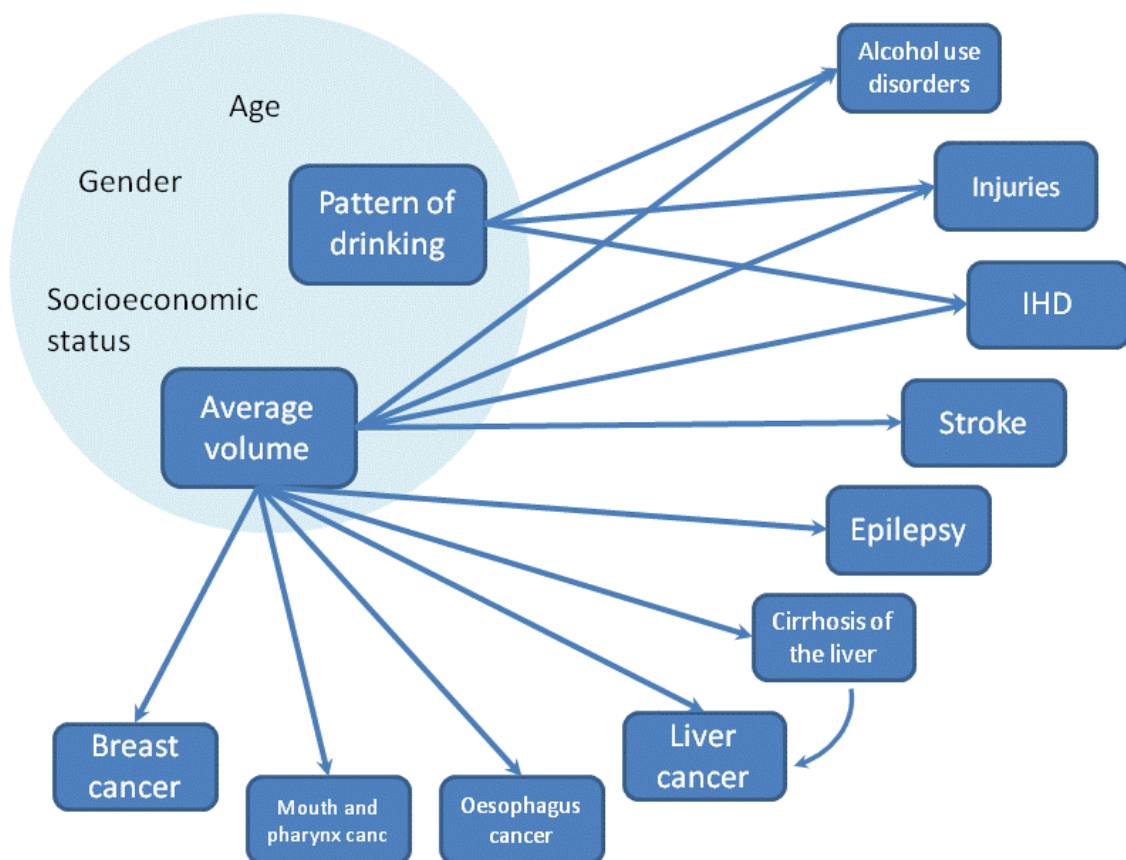 Age
Gender
Socioeconomic
status
Pattern of
drinking
Average
volume
Alcohol use
disorders
Injuries
IHD
Stroke
Epilepsy
Cirrhosis of
the liver
Liver
cancer
Oesophagus
cancer
Mouth and
pharynx canc
Breast
cancer